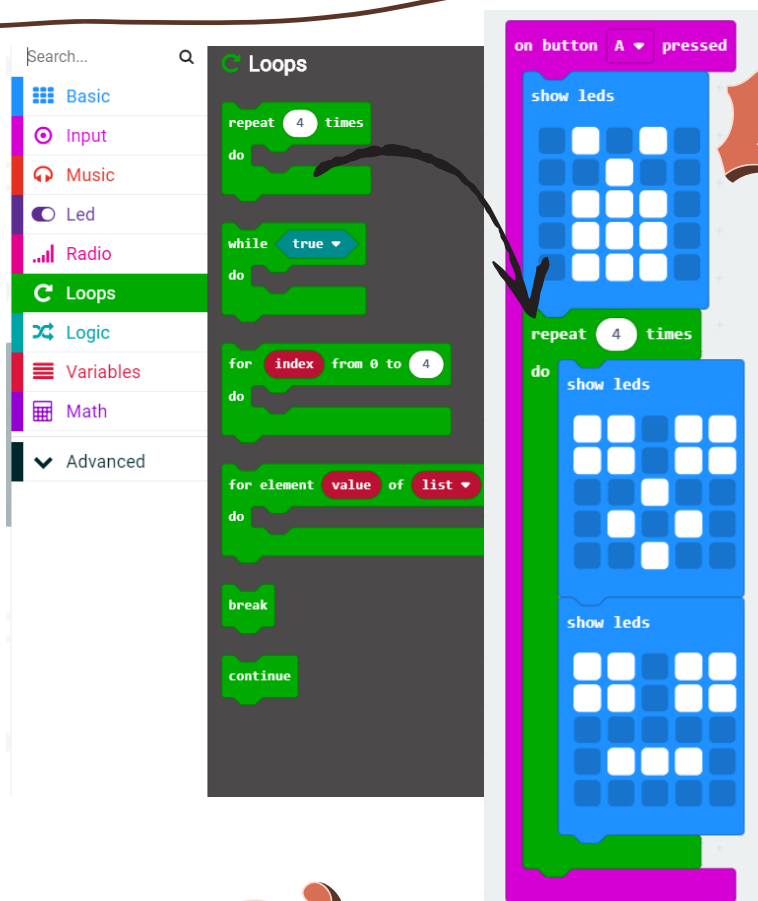 Search...
Basic
Input
Music
Led
Radio
Loops
Logic
Variables
Math
Advanced
Loops
repeat 4 times
do
while true
do
for index from 0 to 4
do
for element value of list
do
break
continue
on button A pressed
show leds
repeat 4 times
do
show leds
show leds